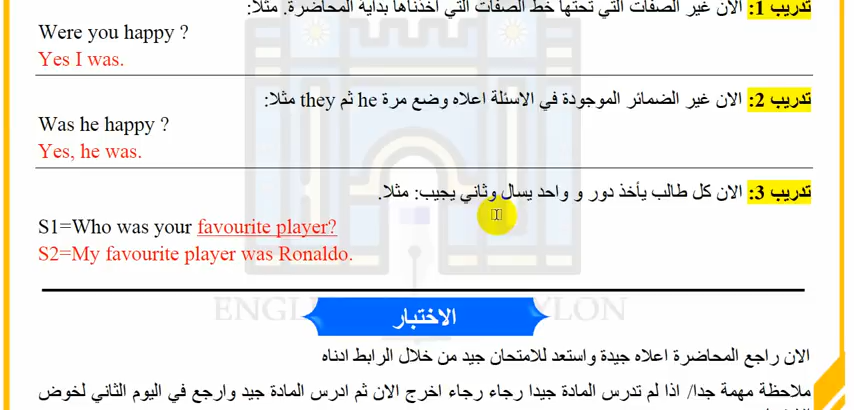 تدريب 1: الان غير الصفات التي تحتها خط الصفات التي اخذناها بداية المحاضرة. مثلا:
Were you happy ?
Yes I was.
تدريب 2: الان غير الضمائر الموجودة في الاسئلة اعلاه وضع مرة he ثم they مثلا:
Was he happy ?
Yes, he was.
تدريب 3: الان كل طالب يأخذ دور و واحد يسال وثاني يجيب: مثلا.
S1=Who was your favourite player?
S2=My favourite player was Ronaldo.
الاختبار
الان راجع المحاضرة اعلاه جيدة واستعد للامتحان جيد من خلال الرابط ادناه
ملاحظة مهمة جدا/ اذا لم تدرس المادة جيدا رجاء رجاء اخرج الان ثم ادرس المادة جيد وارجع في اليوم الثاني لخوض